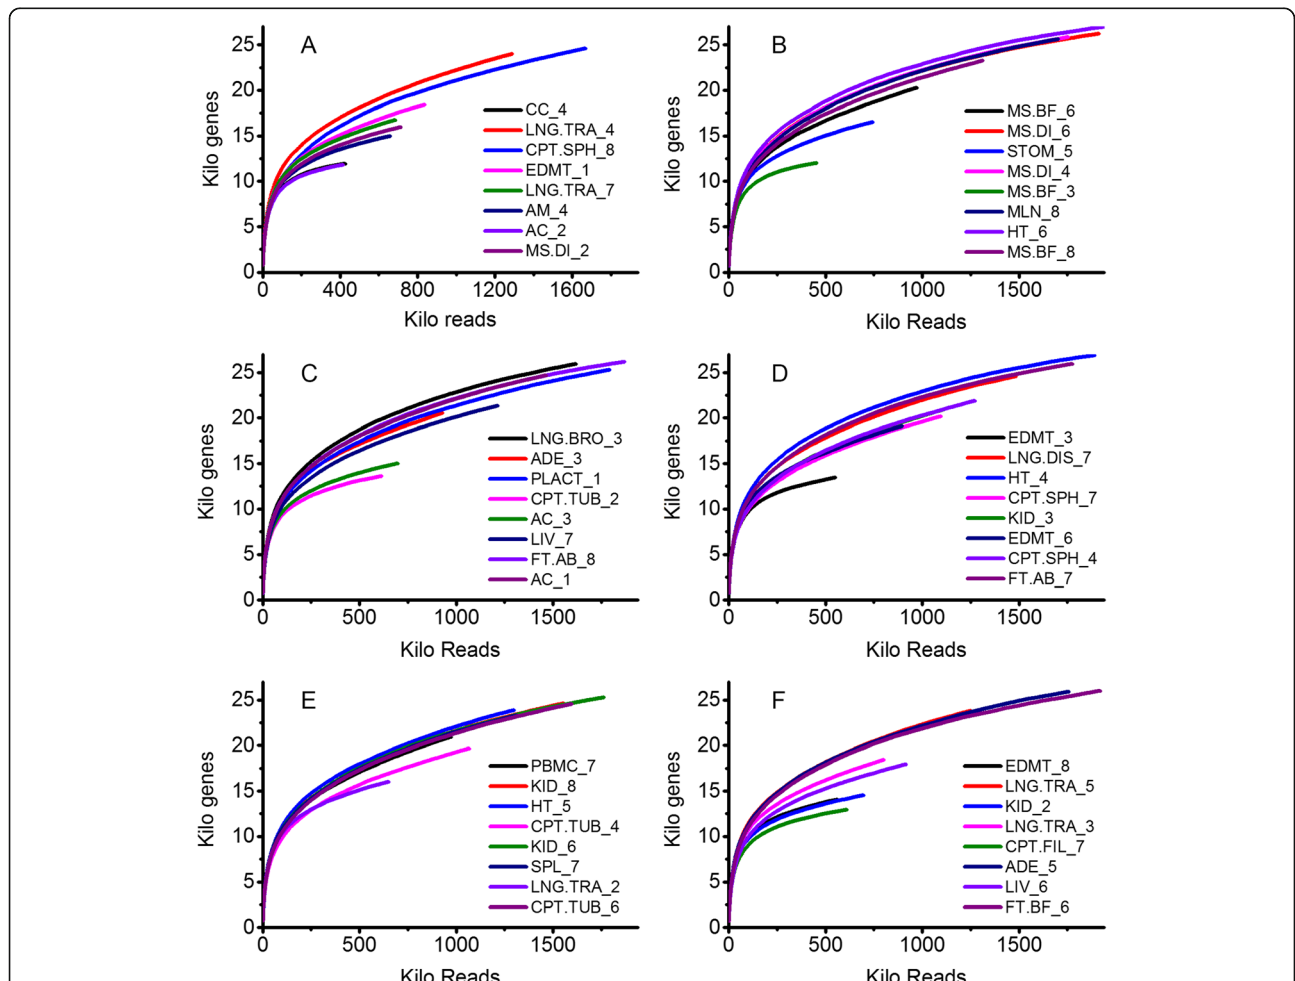 A
Kilo genes
25
20
15
10
5
0
0 400 800 1200 1600
Kilo reads
CC_4
LNG.TRA_4
CPT.SPH_8
EDMT_1
LNG.TRA_7
AM_4
AC_2
MS.DI_2
B
Kilo genes
25
20
15
10
5
0
0 500 1000 1500
Kilo Reads
MS.BF_6
MS.DI_6
STOM_5
MS.DI_4
MS.BF_3
MLN_8
HT_6
MS.BF_8
C
Kilo genes
25
20
15
10
5
0
0 500 1000 1500
Kilo Reads
LNG.BRO_3
ADE_3
PLACT_1
CPT.TUB_2
AC_3
LIV_7
FT.AB_8
AC_1
D
Kilo genes
25
20
15
10
5
0
0 500 1000 1500
Kilo Reads
EDMT_3
LNG.DIS_7
HT_4
CPT.SPH_7
KID_3
EDMT_6
CPT.SPH_4
FT.AB_7
E
Kilo genes
25
20
15
10
5
0
0 500 1000 1500
Kilo Reads
PBMC_7
KID_8
HT_5
CPT.TUB_4
KID_6
SPL_7
LNG.TRA_2
CPT.TUB_6
F
Kilo genes
25
20
15
10
5
0
0 500 1000 1500
Kilo Reads
EDMT_8
LNG.TRA_5
KID_2
LNG.TRA_3
CPT.FIL_7
ADE_5
LIV_6
FT.BF_6